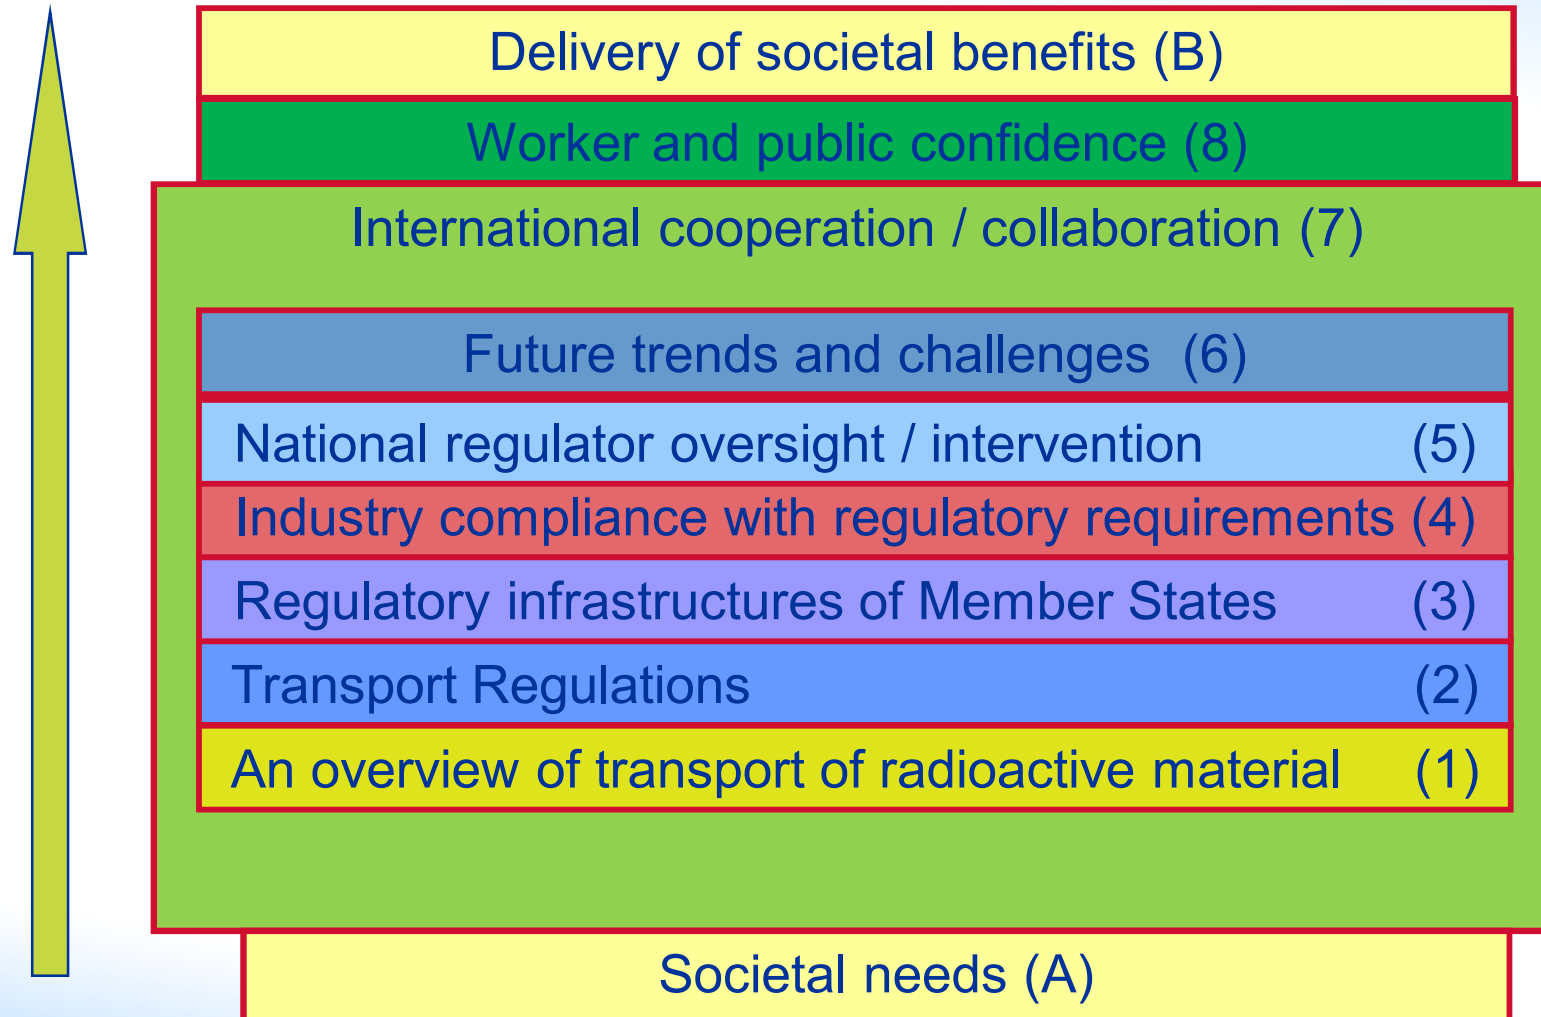 Delivery of societal benefits (B)
Worker and public confidence (8)
International cooperation / collaboration (7)
Future trends and challenges (6)
National regulator oversight / intervention (5)
Industry compliance with regulatory requirements (4)
Regulatory infrastructures of Member States (3)
Transport Regulations (2)
An overview of transport of radioactive material (1)
Societal needs (A)